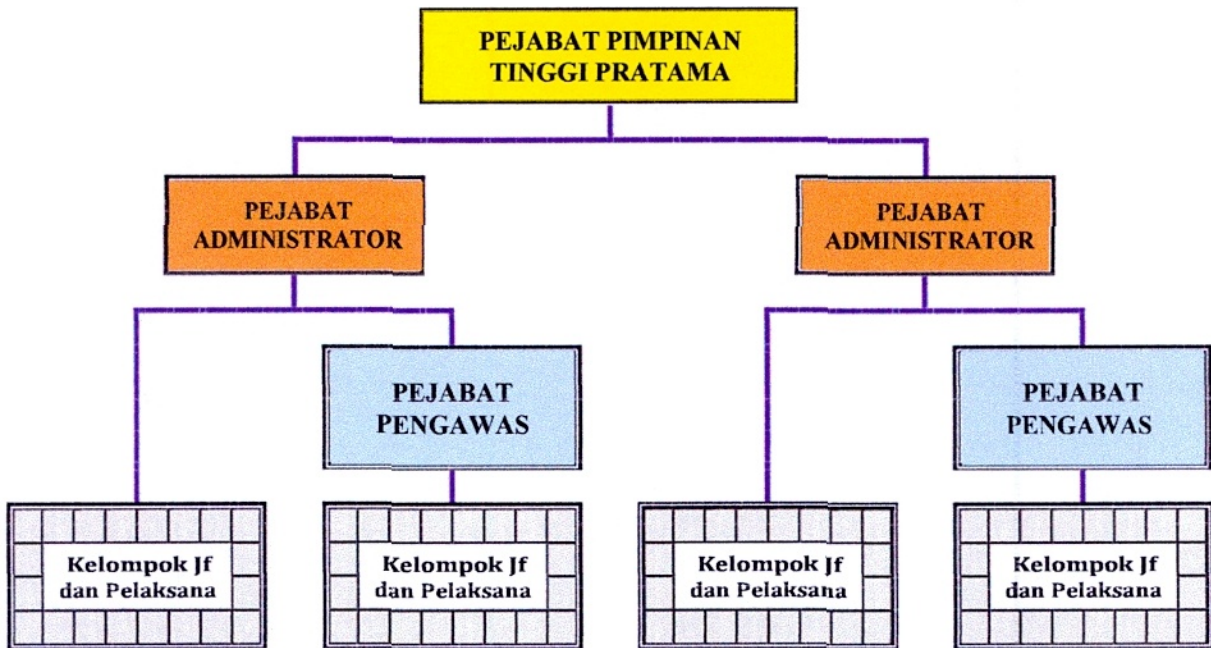 PEJABAT PIMPINAN
TINGGI PRATAMA
PEJABAT
ADMINISTRATOR
PEJABAT
ADMINISTRATOR
PEJABAT
PENGAWAS
PEJABAT
PENGAWAS
Kelompok Jf
dan Pelaksana
Kelompok Jf
dan Pelaksana
Kelompok Jf
dan Pelaksana
Kelompok Jf
dan Pelaksana